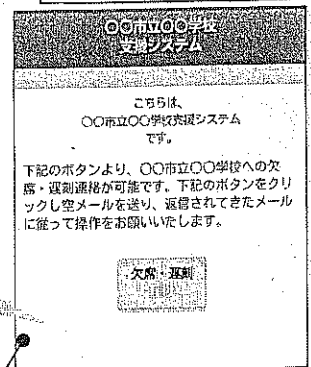 〇〇市立〇〇学校
支援システム
こちらは、
〇〇市立〇〇学校支援システム
です。
下記のボタンより、〇〇市立〇〇学校への欠
席・遅刻連絡が可能です。下記のボタンをクリ
ックし空メールを送り、返信されてきたメール
に従って操作をお願いいたします。
欠席・遅刻